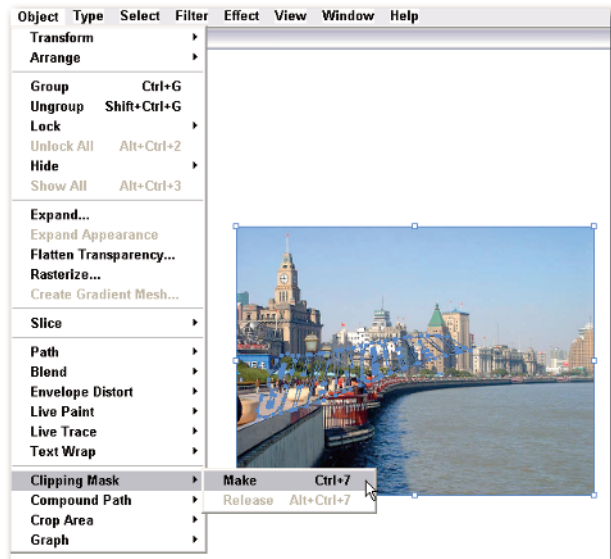 Object Type Select Filter Effect View Window Help
Transform
Arrange
Group Ctrl+G
Ungroup Shift+Ctrl+G
Lock
Unlock All Alt+Ctrl+2
Hide
Show All Alt+Ctrl+3
Expand...
Expand Appearance
Flatten Transparency...
Rasterize...
Create Gradient Mesh...
Slice
Path
Blend
Envelope Distort
Live Paint
Live Trace
Text Wrap
Clipping Mask
Make Ctrl+7
Compound Path
Release Alt+Ctrl+7
Crop Area
Graph